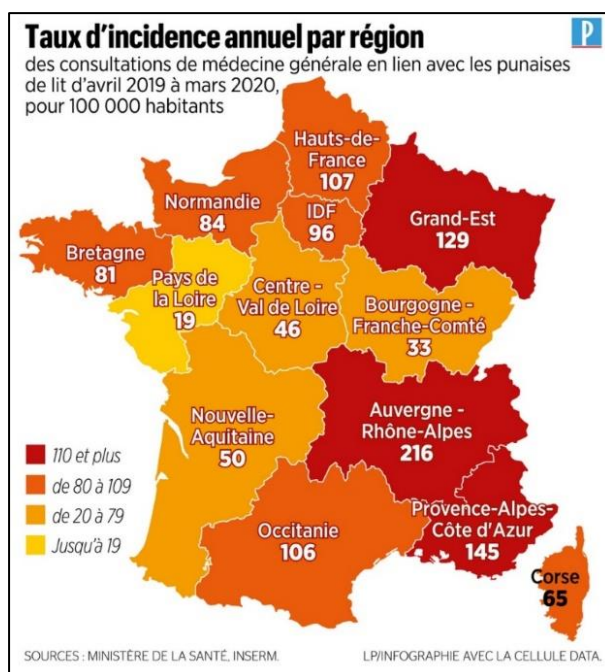 Taux d'incidence annuel par région
P
des consultations de médecine générale en lien avec les punaises
de lit d'avril 2019 à mars 2020,
pour 100 000 habitants
Hauts-de-
France
107
Normandie
84
IDF
96
Grand-Est
129
Bretagne
81
Pays de
la Loire
19
Centre -
Val de Loire
46
Bourgogne -
Franche-Comté
33
Nouvelle-
Aquitaine
50
Auvergne -
Rhône-Alpes
216
110 et plus
de 80 à 109
de 20 à 79
Jusqu'à 19
Occitanie
106
Provence-Alpes-
Côte d'Azur
145
Corse
65
SOURCES : MINISTÈRE DE LA SANTÉ, INSERM.
LP/INFOGRAPHIE AVEC LA CELLULE DATA.